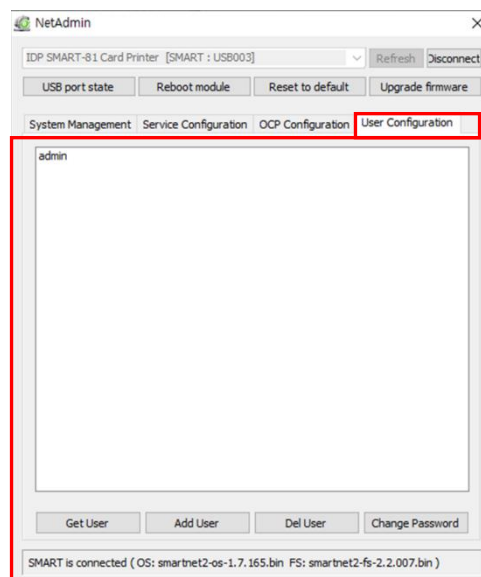 NetAdmin
IDP SMART-81 Card Printer [SMART : USB003] Refresh Disconnect
USB port state Reboot module Reset to default Upgrade firmware
System Management Service Configuration OCP Configuration User Configuration
admin
Get User Add User Del User Change Password
SMART is connected ( OS: smartnet2-os-1.7.165.bin FS: smartnet2-fs-2.2.007.bin )